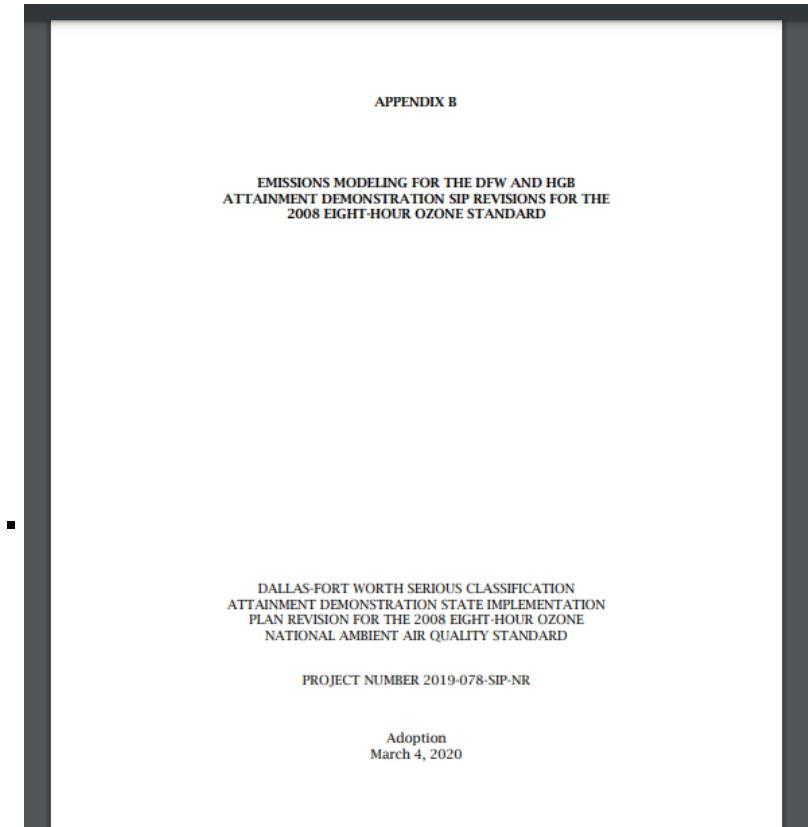 APPENDIX B
EMISSIONS MODELING FOR THE DFW AND HGB
ATTAINMENT DEMONSTRATION SIP REVISIONS FOR THE
2008 EIGHT-HOUR OZONE STANDARD
DALLAS-FORT WORTH SERIOUS CLASSIFICATION
ATTAINMENT DEMONSTRATION STATE IMPLEMENTATION
PLAN REVISION FOR THE 2008 EIGHT-HOUR OZONE
NATIONAL AMBIENT AIR QUALITY STANDARD
PROJECT NUMBER 2019-078-SIP-NR
Adoption
March 4, 2020